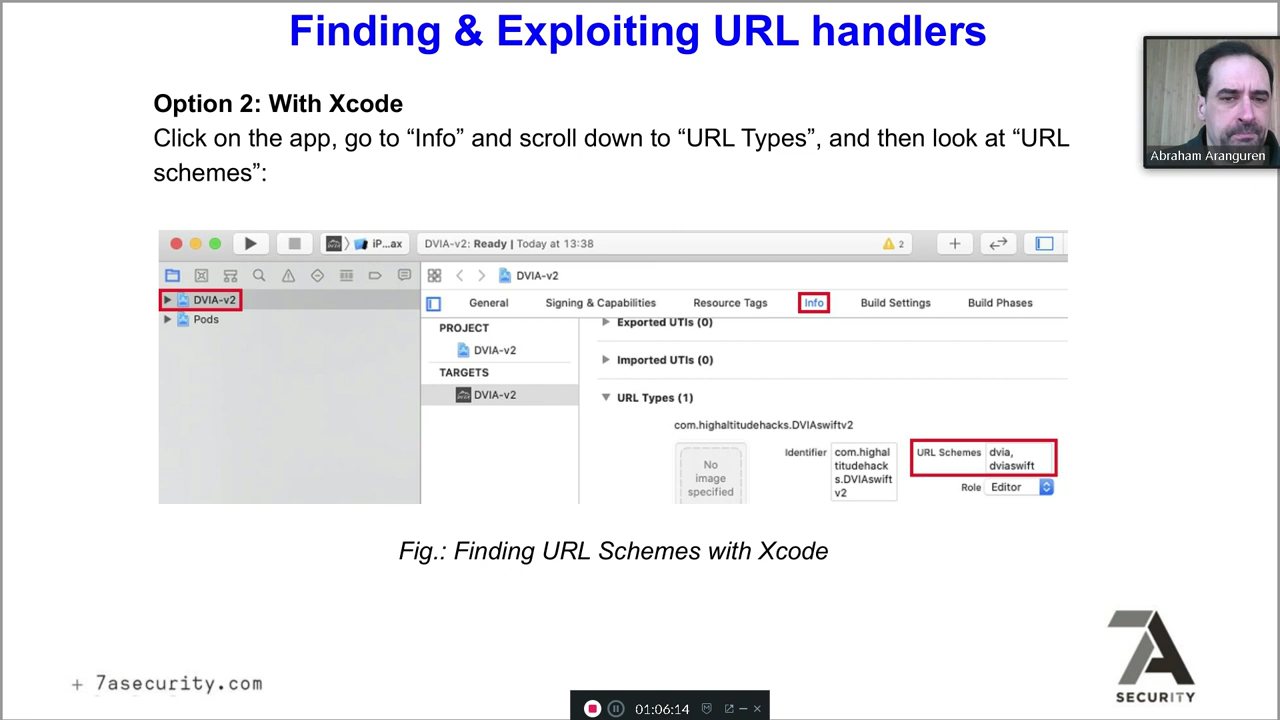 Finding & Exploiting URL handlers
Option 2: With Xcode
Click on the app, go to “Info” and scroll down to “URL Types”, and then look at “URL
schemes”:
Abraham Aranguren
iP...ax
DVIA-v2: Ready | Today at 13:38
2
DVIA-v2
DVIA-v2
Pods
General
Signing & Capabilities
Resource Tags
Info
Build Settings
Build Phases
PROJECT
DVIA-v2
TARGETS
DVIA-v2
Exported UTIs (0)
Imported UTIs (0)
URL Types (1)
com.highaltitudehacks.DVIAswiftv2
No
image
specified
Identifier
com.highal
titudehack
s.DVIAswift
v2
URL Schemes
dvia,
dviaswift
Role
Editor
Fig.: Finding URL Schemes with Xcode
+ 7asecurity.com
7A
SECURITY
01:06:14